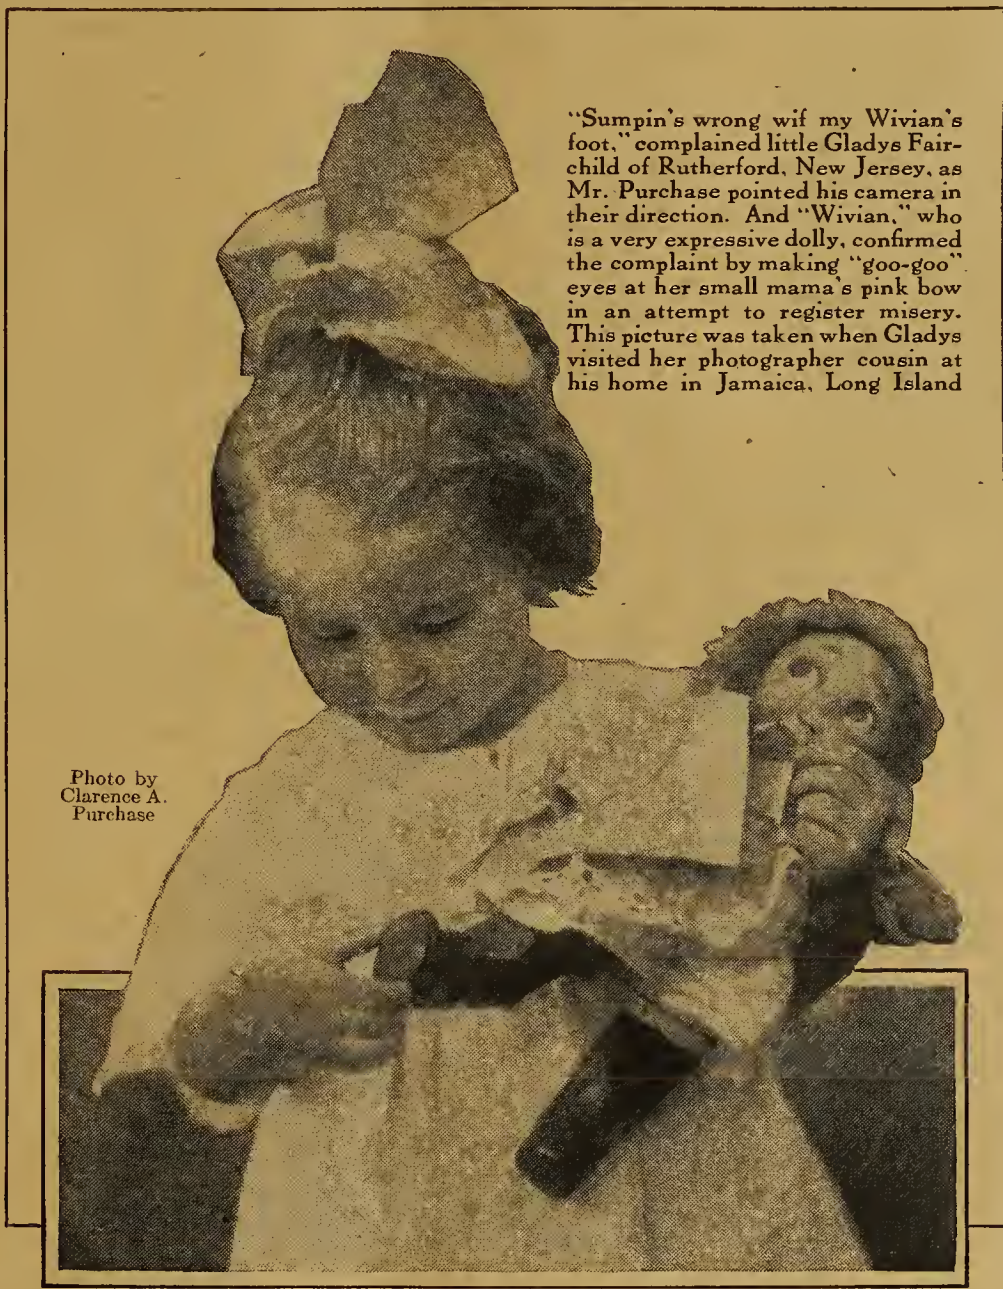 “Sumpin's wrong wif my Wivian's
foot,” complained little Gladys Fair-
child of Rutherford, New Jersey, as
Mr. Purchase pointed his camera in
their direction. And “Wivian,” who
is a very expressive dolly, confirmed
the complaint by making “goo-goo”
eyes at her small mama's pink bow
in an attempt to register misery.
This picture was taken when Gladys
visited her photographer cousin at
his home in Jamaica, Long Island
Photo by
Clarence A.
Purchase